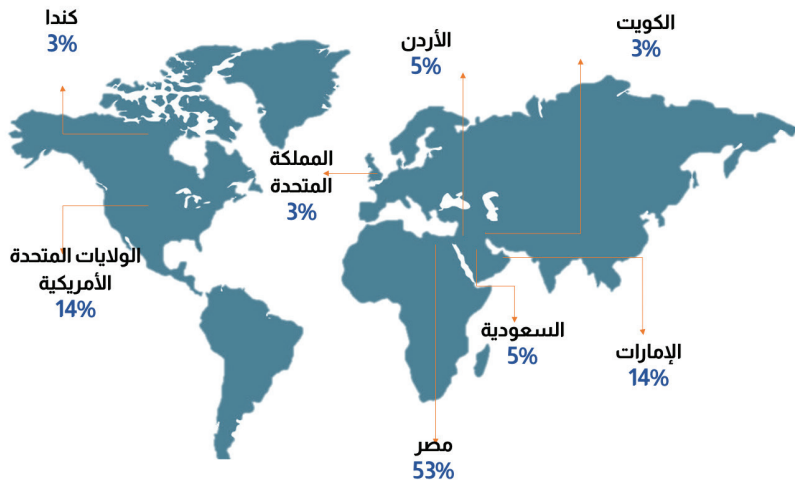 كندا
3%
الأردن
5%
الكويت
3%
المملكة
المتحدة
3%
الولايات المتحدة
الأمريكية
14%
السعودية
5%
الإمارات
14%
مصر
53%